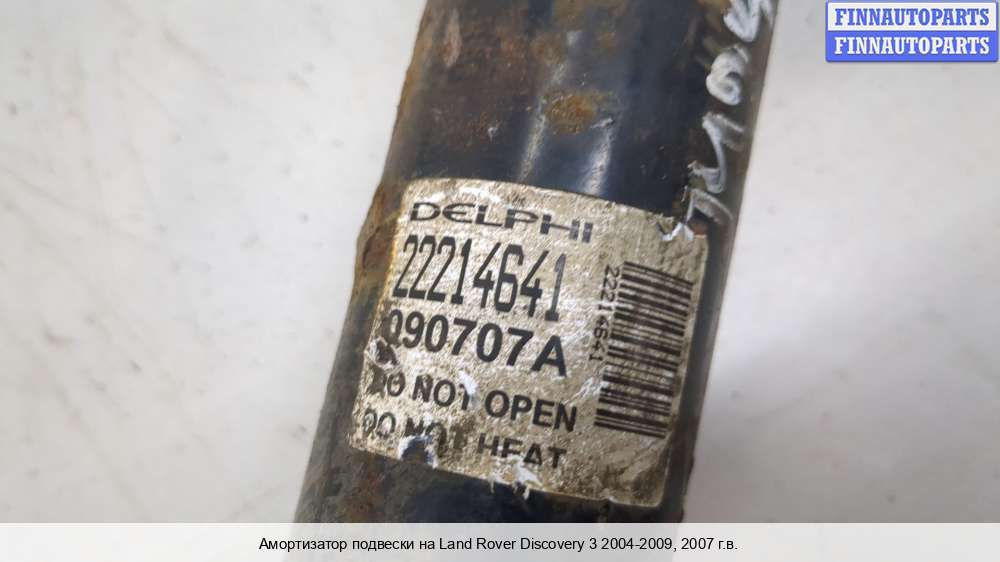 FINNAUTOPARTS
FINNAUTOPARTS
DELPHI
22214641
22214641
090707A
DO NOT OPEN
DO NOT HEAT
Амортизатор подвески на Land Rover Discovery 3 2004-2009, 2007 г.в.